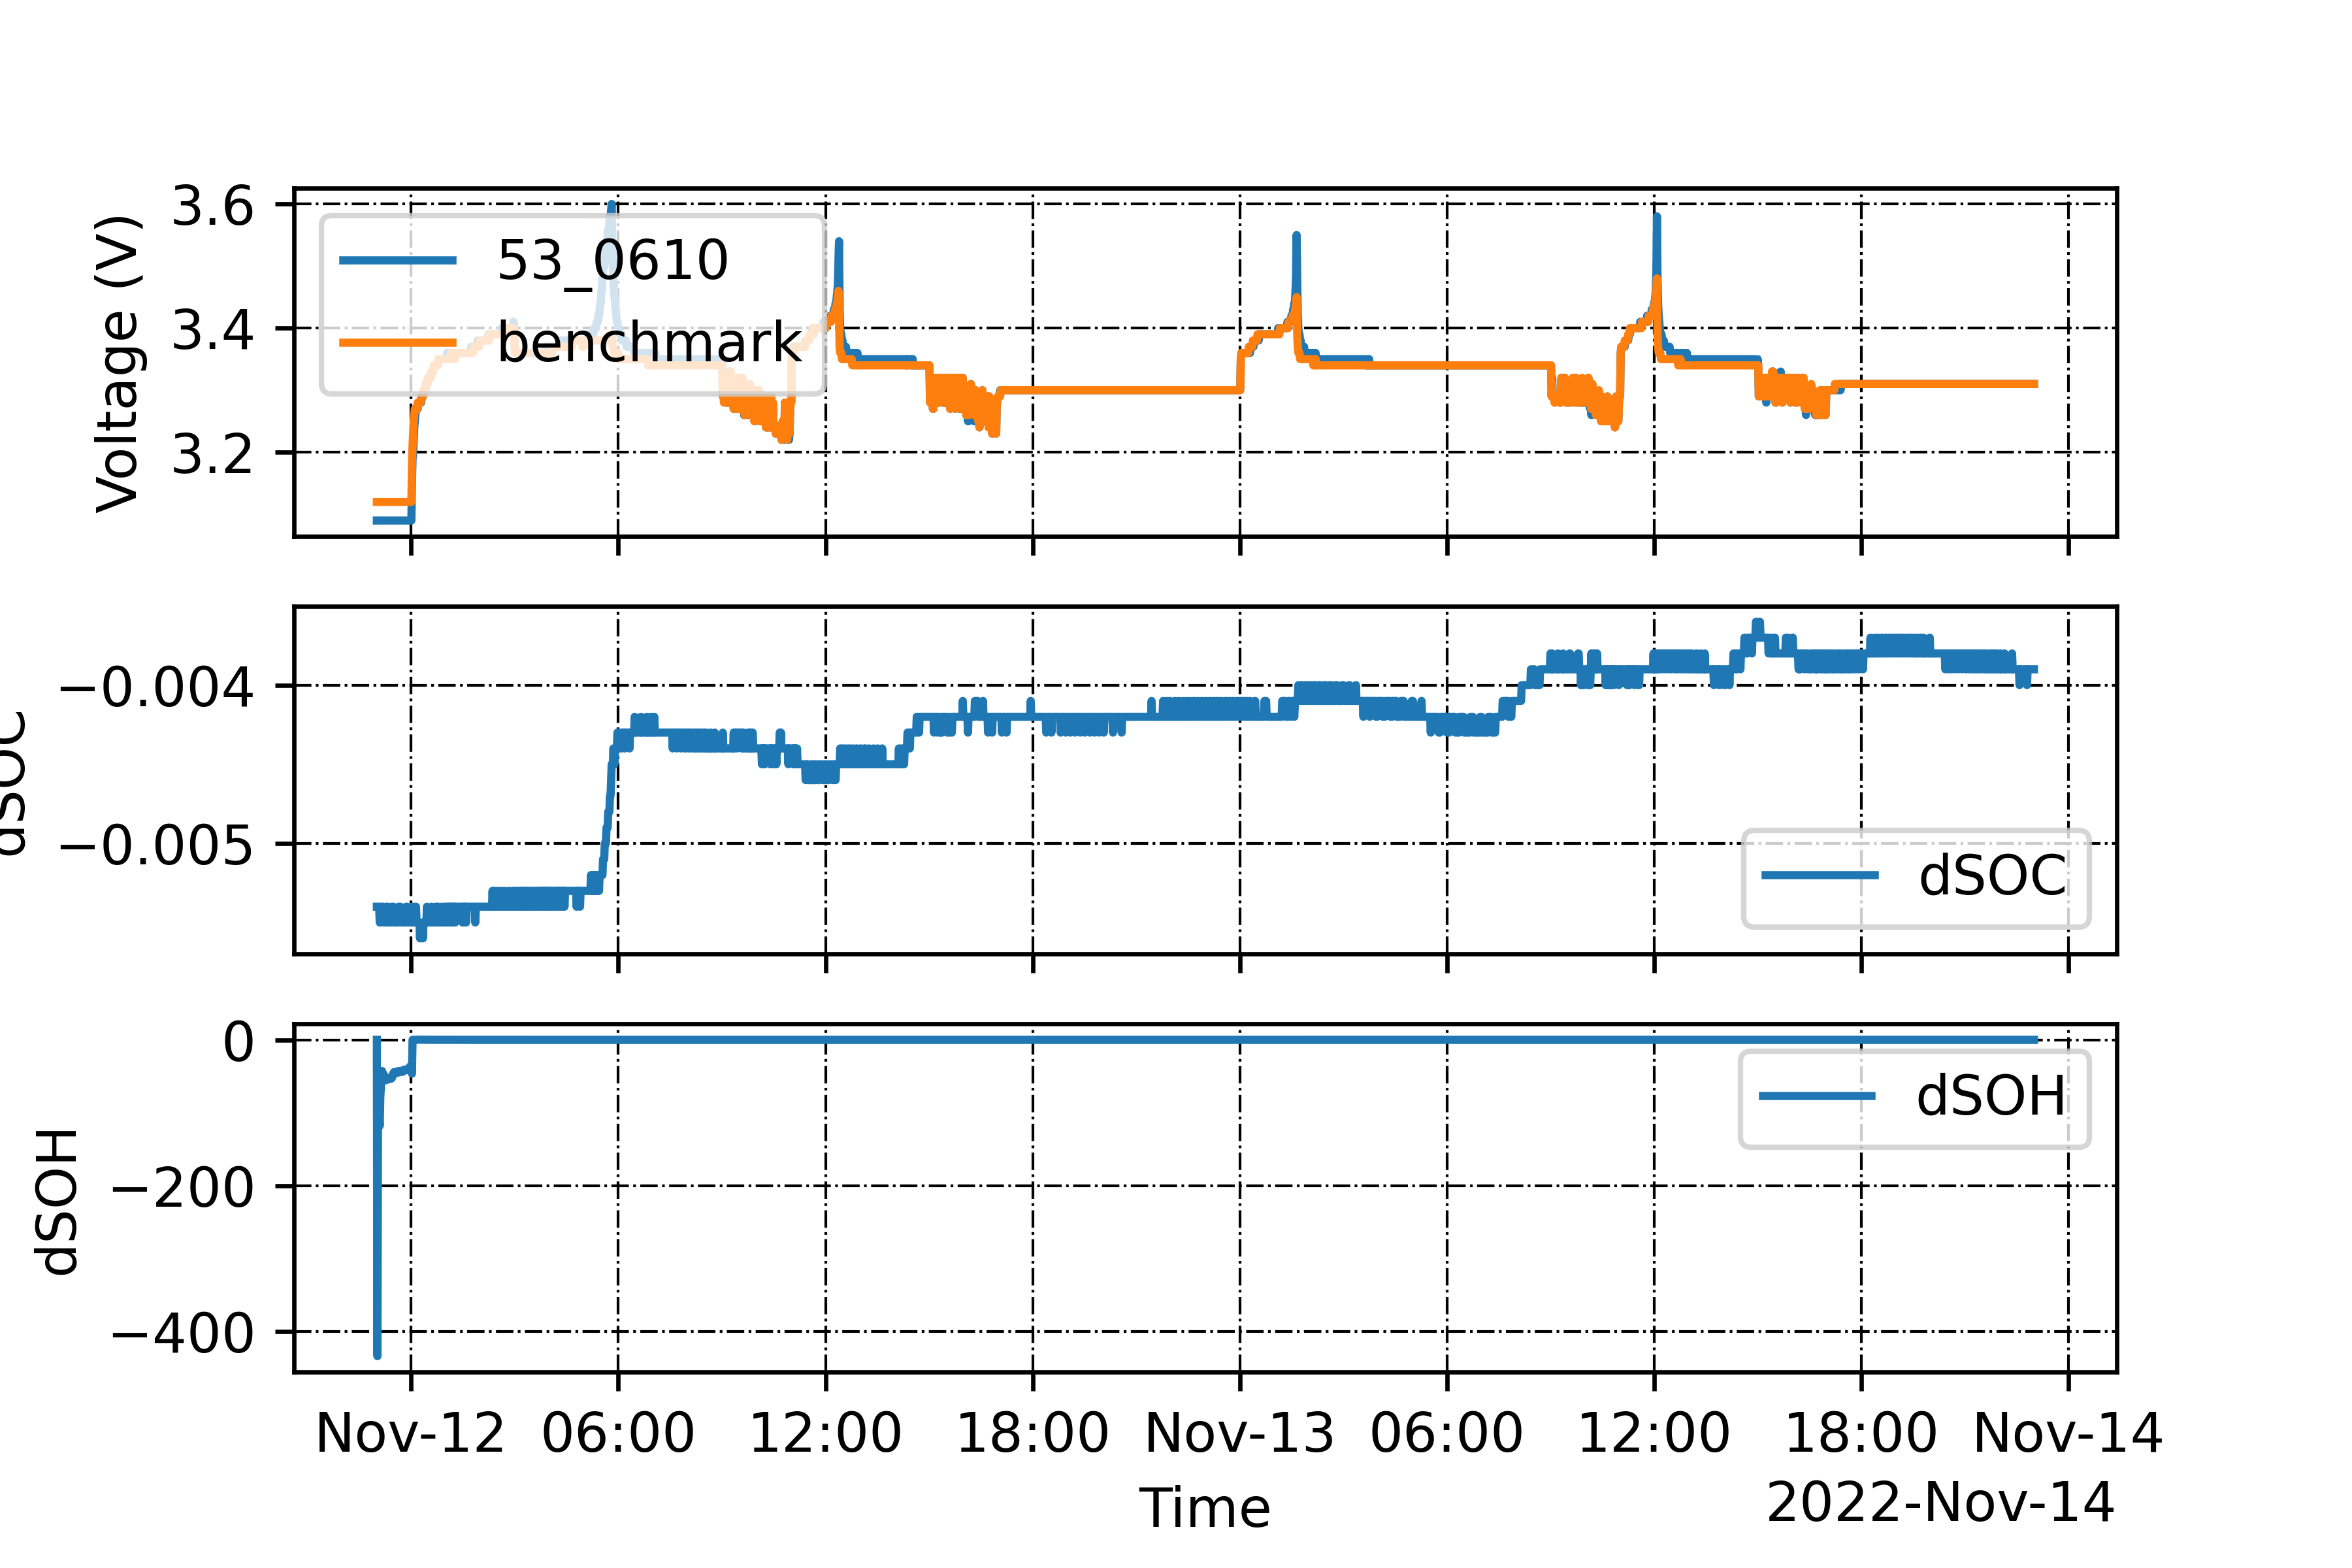 3.6
3.4
3.2
Voltage (V)
53_0610
benchmark
−0.004
−0.005
dSOC
dSOC
0
−200
−400
dSOH
dSOH
Nov-12 06:00 12:00 18:00 Nov-13 06:00 12:00 18:00 Nov-14
Time
2022-Nov-14